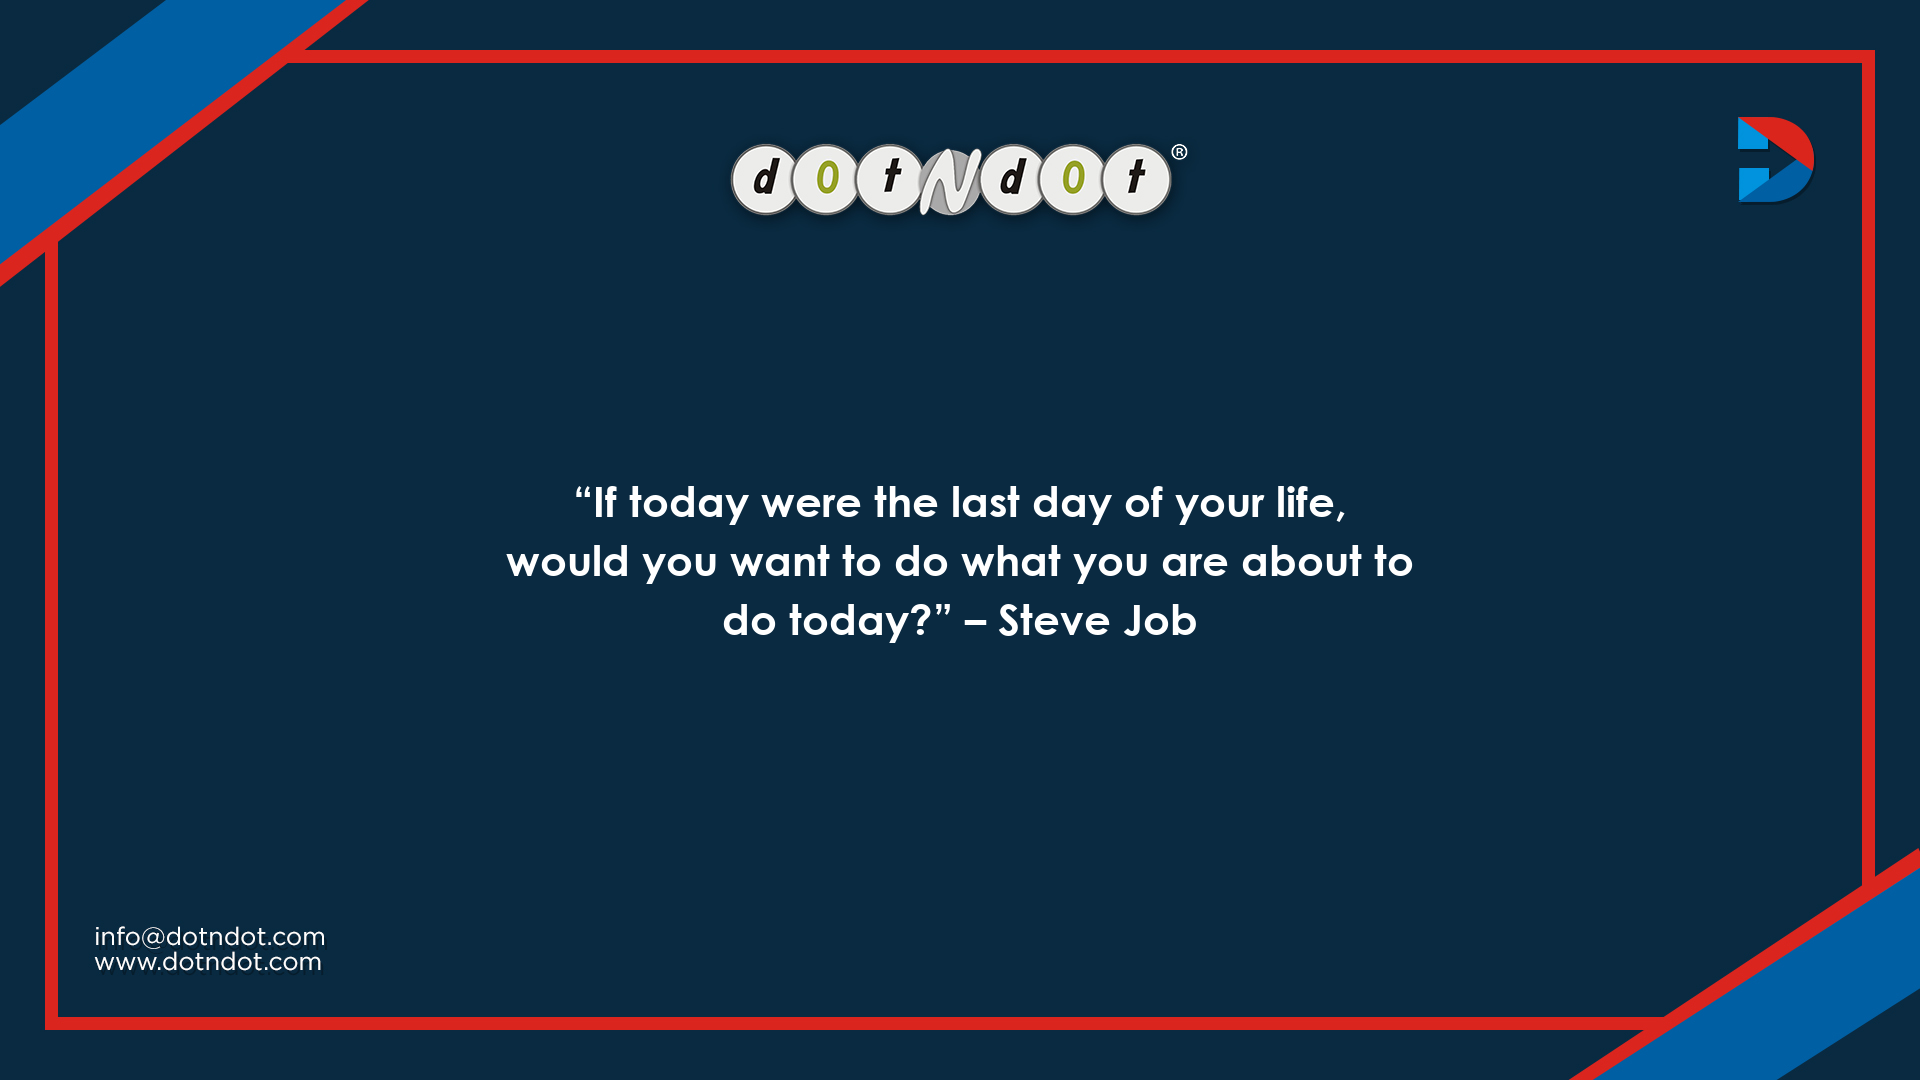 dotNdot®
“If today were the last day of your life,
would you want to do what you are about to
do today?” – Steve Job
info@dotndot.com
www.dotndot.com